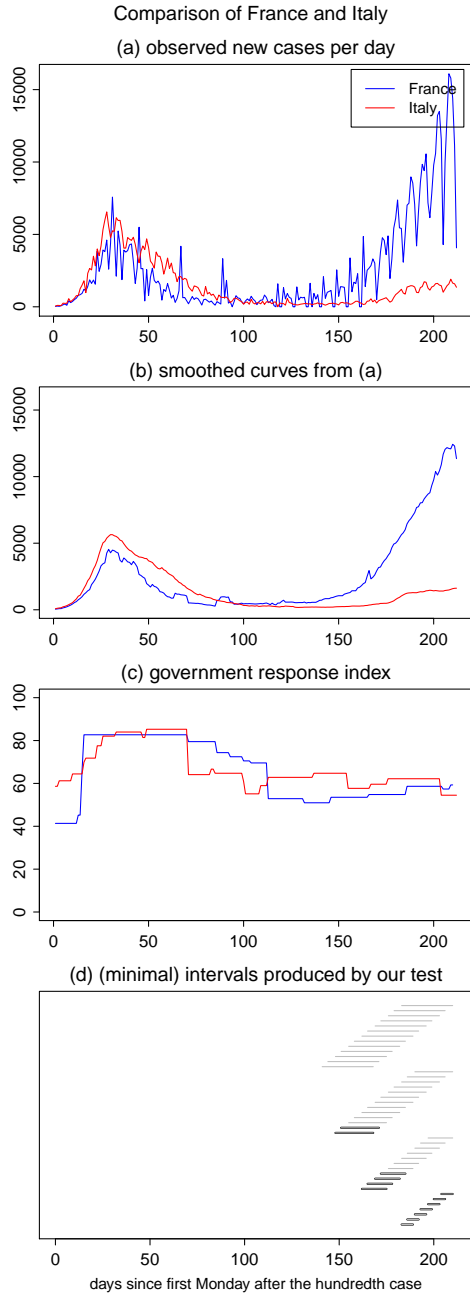 Comparison of France and Italy
(a) observed new cases per day
France
Italy
0 5000 10000 15000
0 50 100 150 200
(b) smoothed curves from (a)
0 5000 10000 15000
0 50 100 150 200
(c) government response index
0 20 40 60 80 100
0 50 100 150 200
(d) (minimal) intervals produced by our test
0 50 100 150 200
days since first Monday after the hundredth case